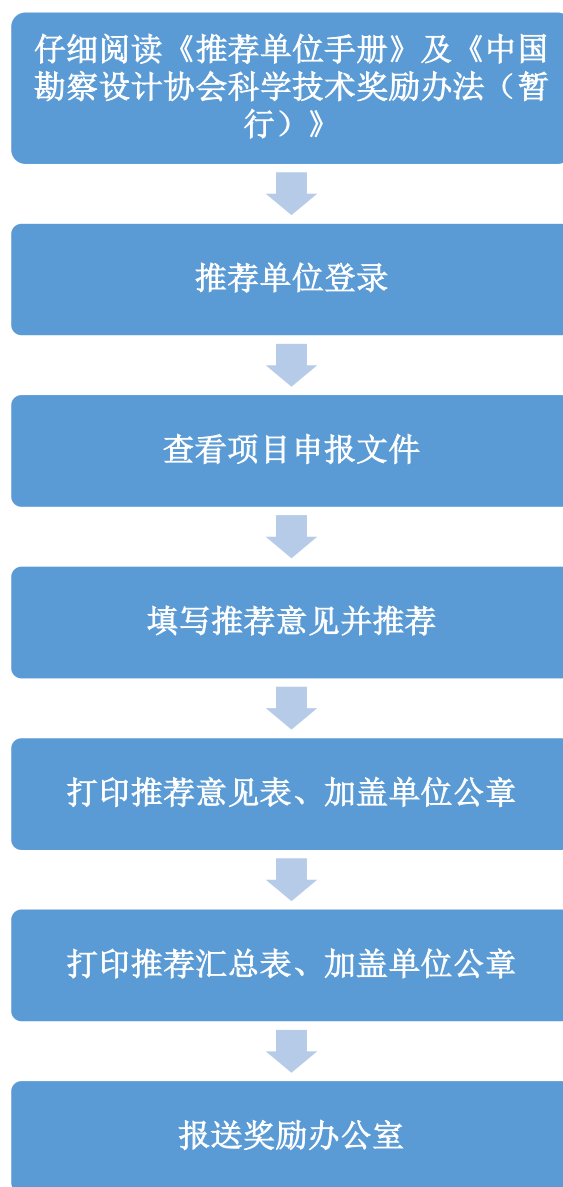 仔细阅读《推荐单位手册》及《中国
勘察设计协会科学技术奖励办法（暂
行）》
推荐单位登录
查看项目申报文件
填写推荐意见并推荐
打印推荐意见表、加盖单位公章
打印推荐汇总表、加盖单位公章
报送奖励办公室